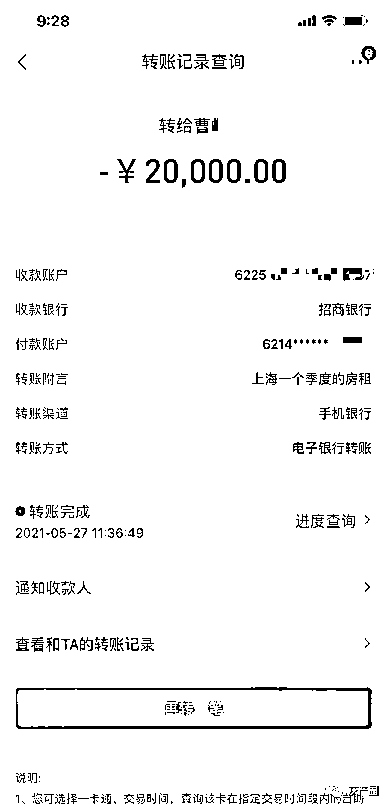 9:28
转账记录查询
转给曹
- ¥ 20,000.00
收款账户 6225
收款银行 招商银行
付款账户 6214******
转账附言 上海一个季度的房租
转账渠道 手机银行
转账方式 电子银行转账
转账完成 进度查询
2021-05-27 11:36:49
通知收款人
查看和TA的转账记录
再转一笔
说明:
1、您可选择一卡通、交易时间，查询该卡在指定交易时间段内的